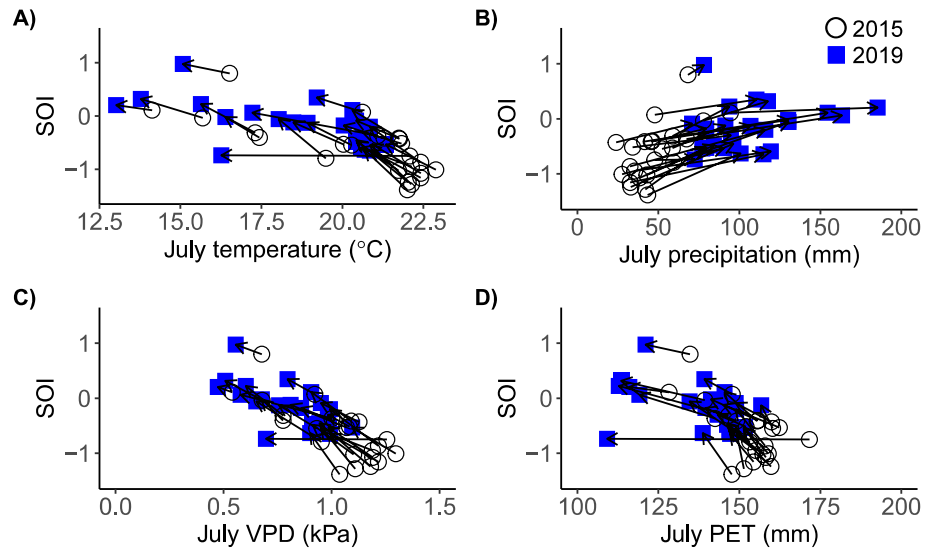 A)
SOI
1
0
−1
12.5 15.0 17.5 20.0 22.5
July temperature (°C)
B)
2015
2019
SOI
1
0
−1
0 50 100 150 200
July precipitation (mm)
C)
SOI
1
0
−1
0.0 0.5 1.0 1.5
July VPD (kPa)
D)
SOI
1
0
−1
100 125 150 175 200
July PET (mm)